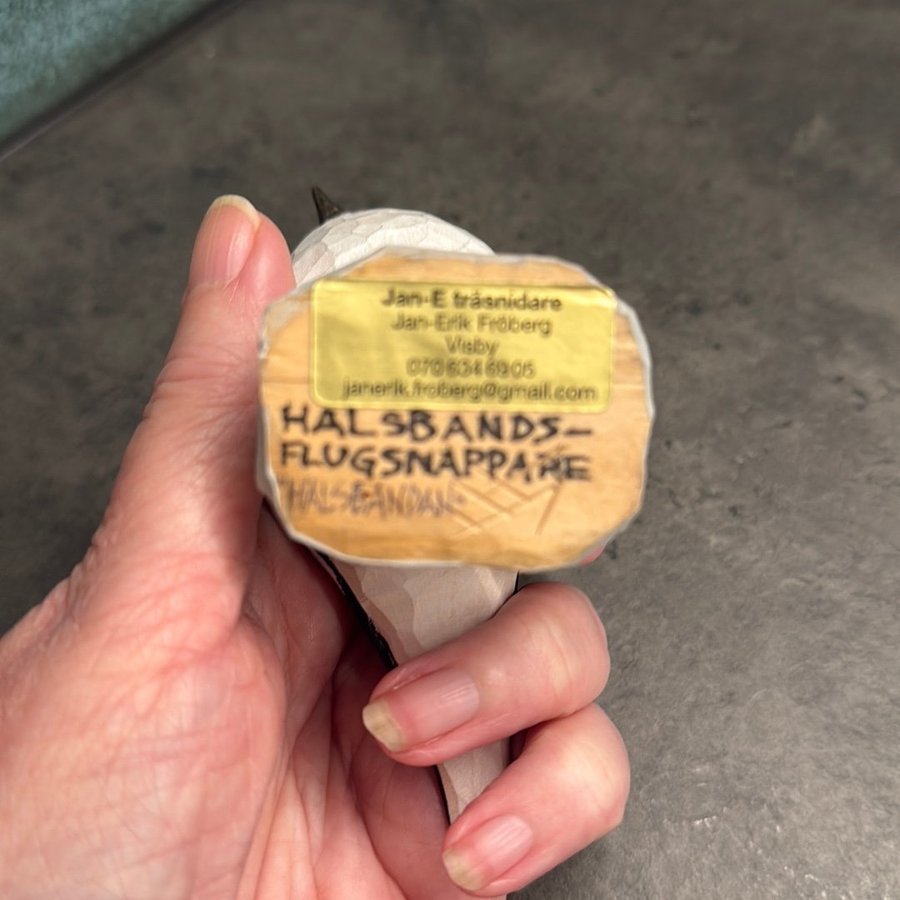 Jan-E träsnidare
Jan-Erik Fröberg
Visby
070 634 69 05
janerik.froberg@gmail.com
HALSBANDS-
FLUGSNAPPARE